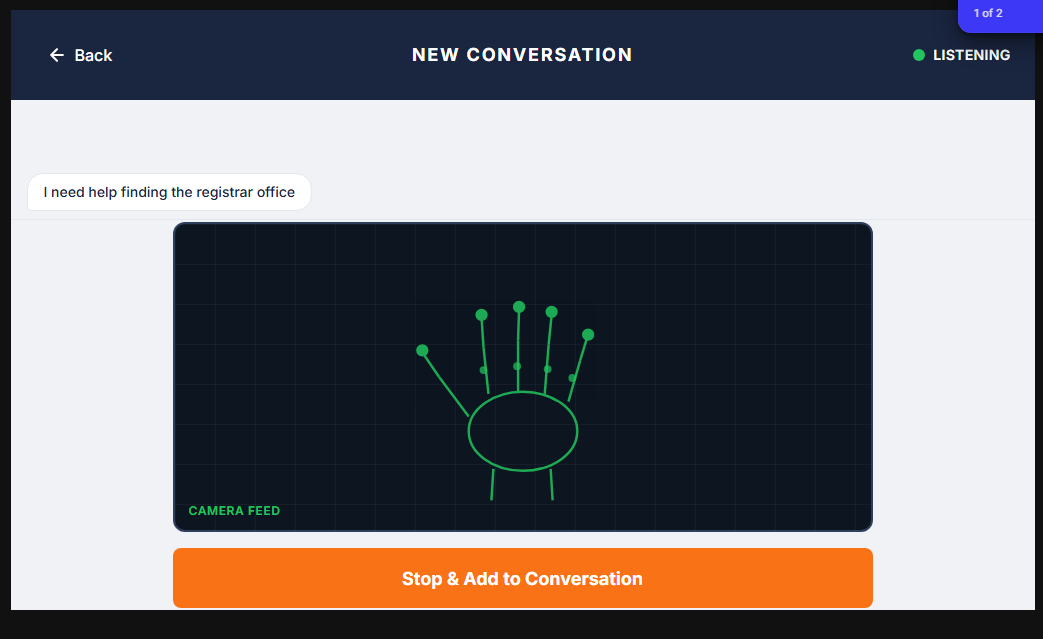 1 of 2
Back
NEW CONVERSATION
LISTENING
I need help finding the registrar office
CAMERA FEED
Stop & Add to Conversation